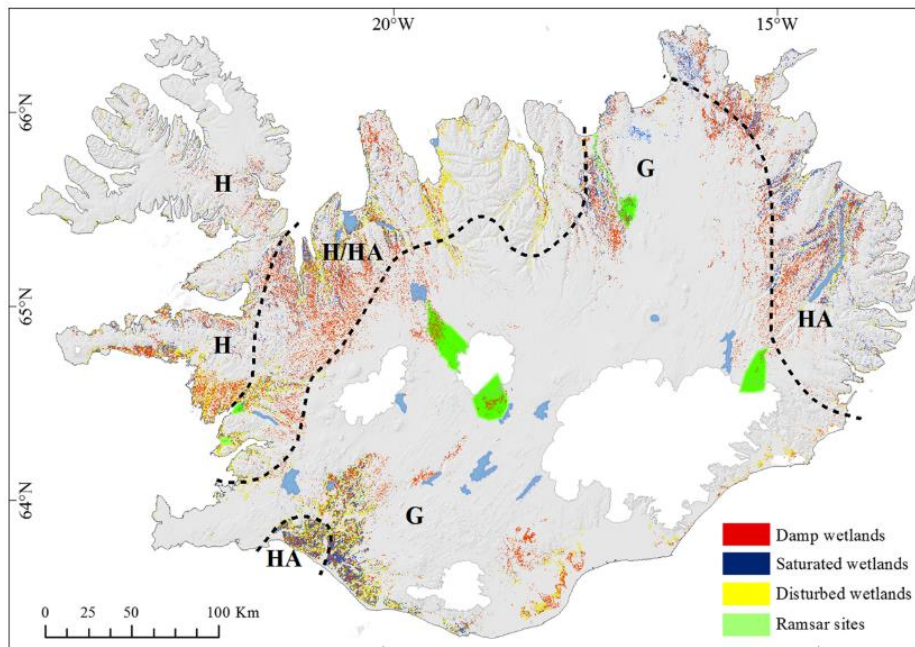 20°W 15°W
66°N
G
H
H/HA
65°N
HA
H
64°N
G
HA
Damp wetlands
Saturated wetlands
Disturbed wetlands
Ramsar sites
0 25 50 100 Km